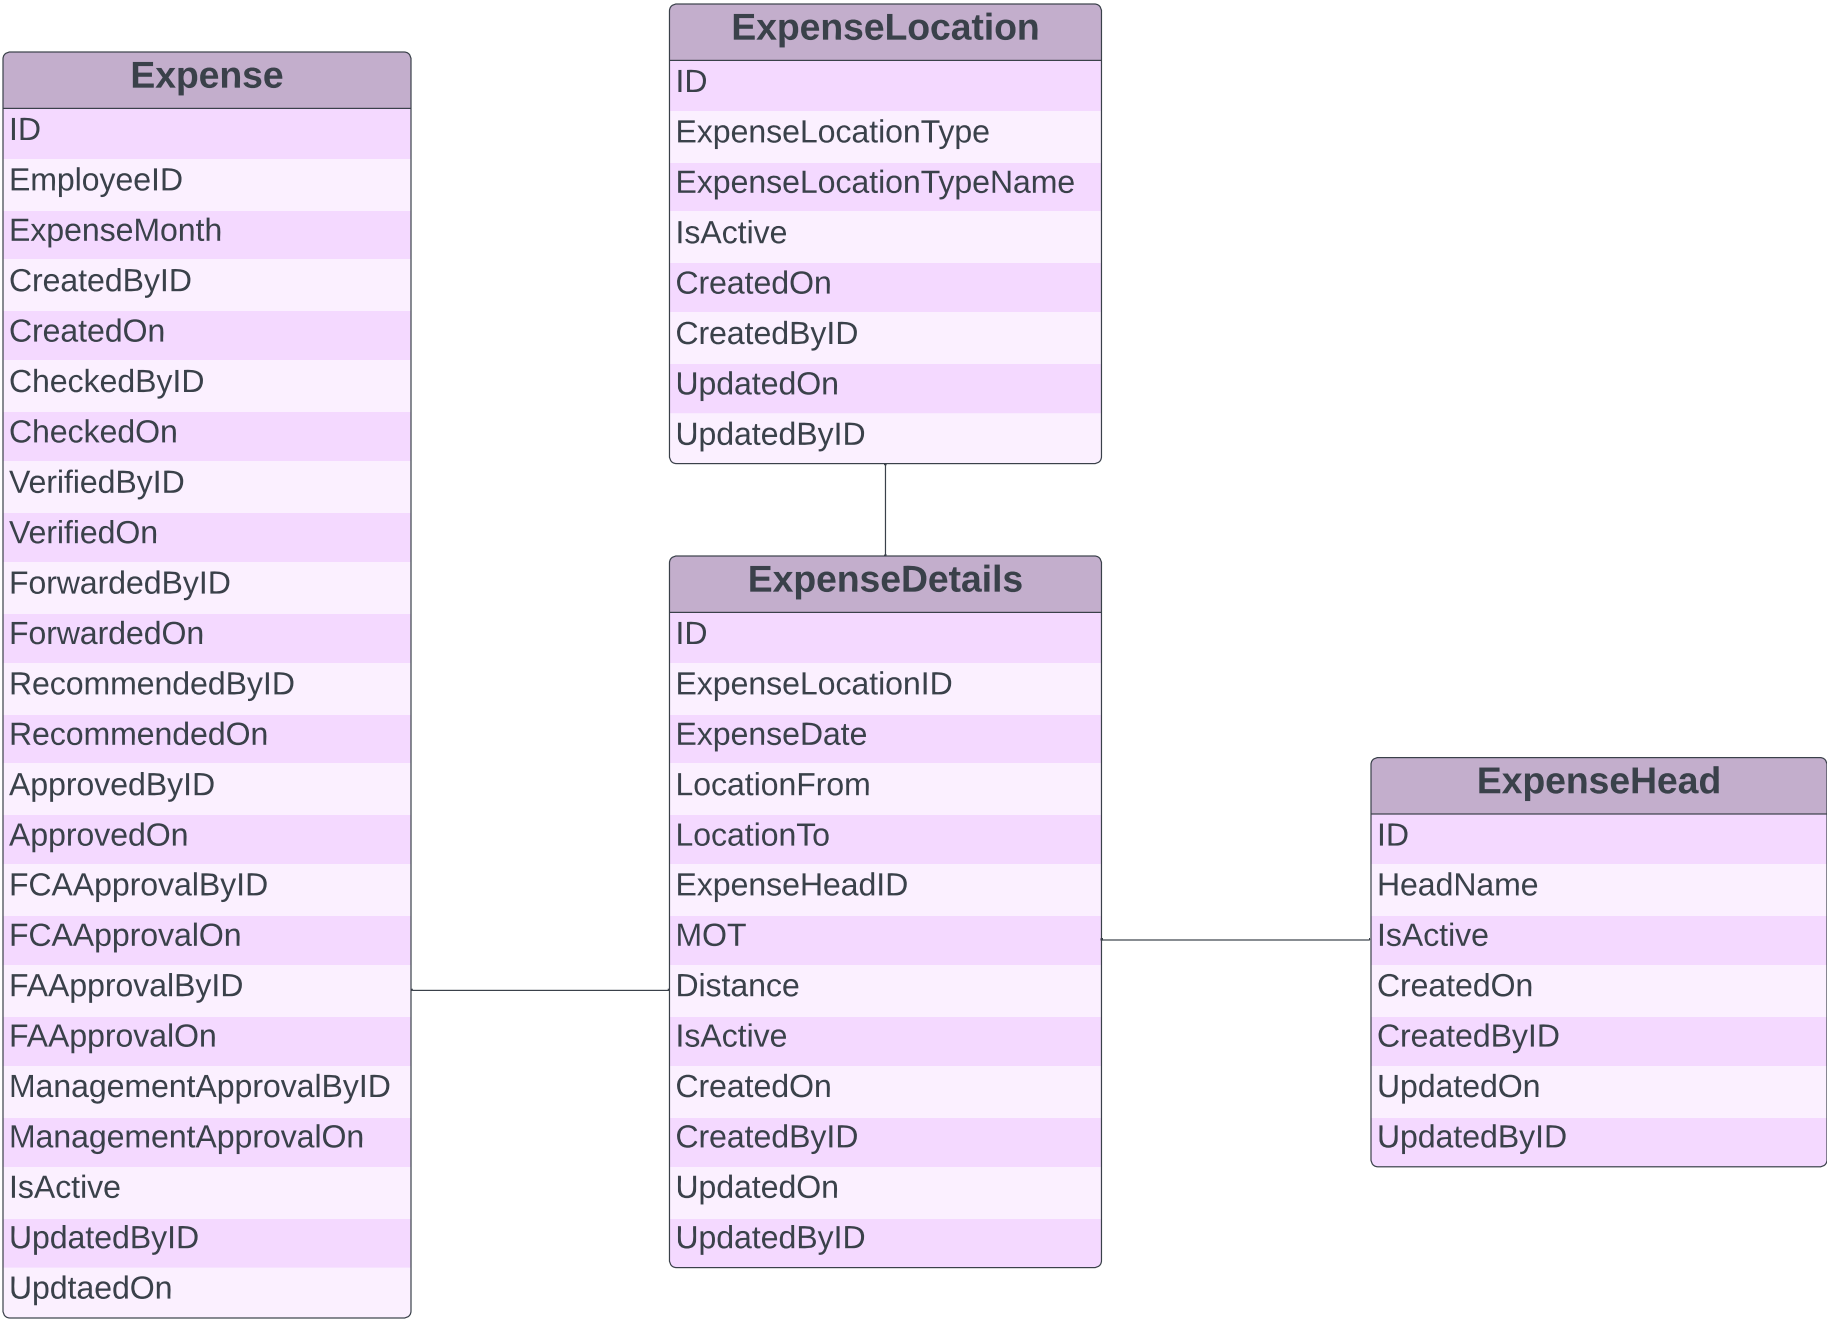 Expense
ID
EmployeeID
ExpenseMonth
CreatedByID
CreatedOn
CheckedByID
CheckedOn
VerifiedByID
VerifiedOn
ForwardedByID
ForwardedOn
RecommendedByID
RecommendedOn
ApprovedByID
ApprovedOn
FCAApprovalByID
FCAApprovalOn
FAApprovalByID
FAApprovalOn
ManagementApprovalByID
ManagementApprovalOn
IsActive
UpdatedByID
UpdtaedOn
ExpenseLocation
ID
ExpenseLocationType
ExpenseLocationTypeName
IsActive
CreatedOn
CreatedByID
UpdatedOn
UpdatedByID
ExpenseDetails
ID
ExpenseLocationID
ExpenseDate
LocationFrom
LocationTo
ExpenseHeadID
MOT
Distance
IsActive
CreatedOn
CreatedByID
UpdatedOn
UpdatedByID
ExpenseHead
ID
HeadName
IsActive
CreatedOn
CreatedByID
UpdatedOn
UpdatedByID